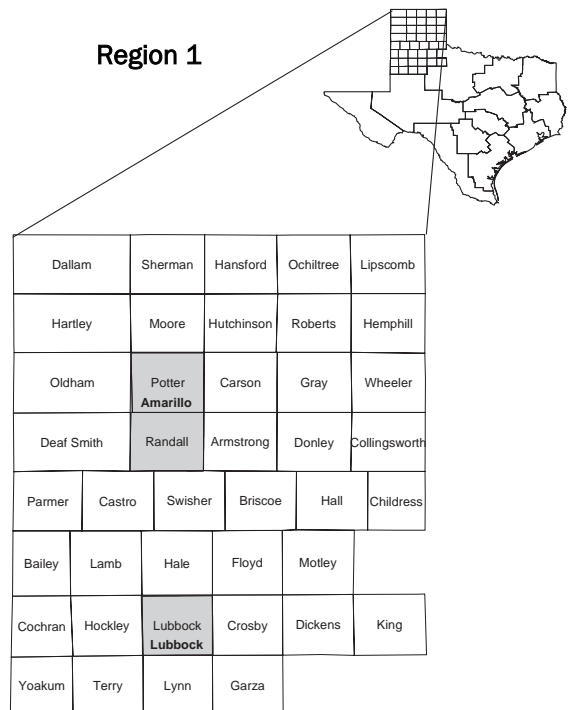 Region 1
Dallam Sherman Hansford Ochiltree Lipscomb
Hartley Moore Hutchinson Roberts Hemphill
Oldham Potter Carson Gray Wheeler
Amarillo
Deaf Smith Randall Armstrong Donley Collingsworth
Parmer Castro Swisher Briscoe Hall Childress
Bailey Lamb Hale Floyd Motley
Cochran Hockley Lubbock Crosby Dickens King
Lubbock
Yoakum Terry Lynn Garza